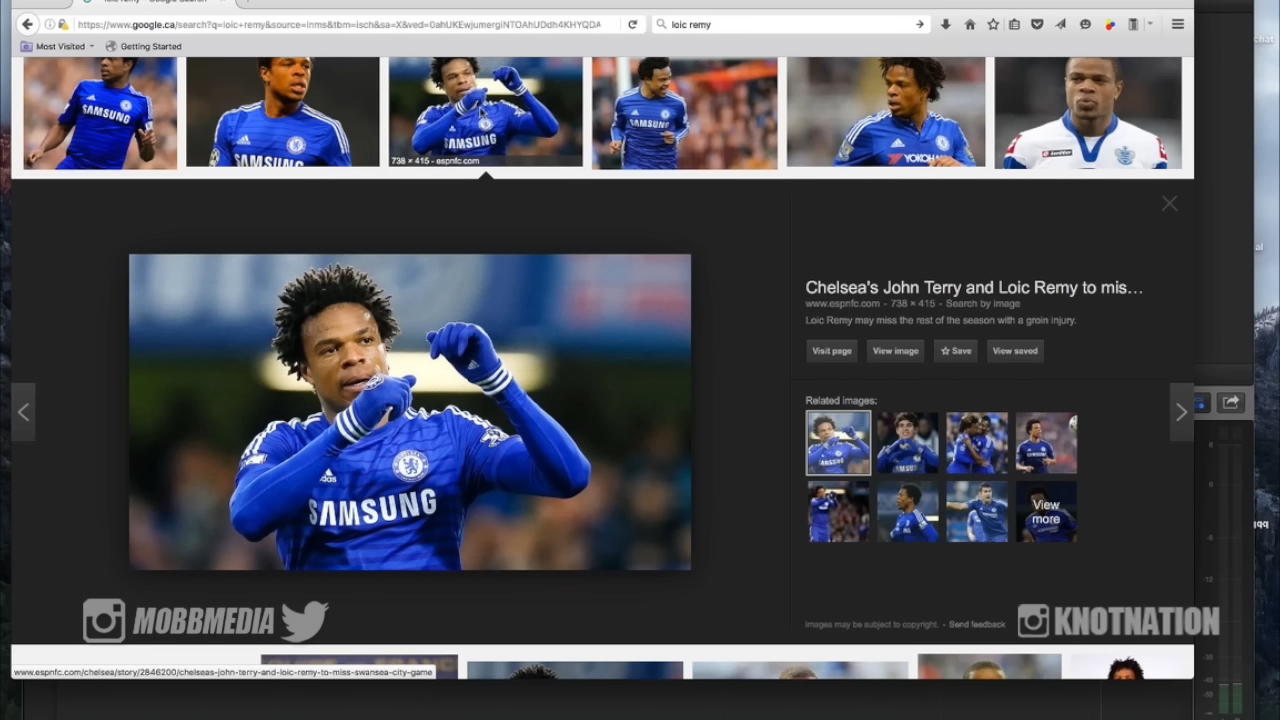 https://www.google.ca/search?q=loic+remy&source=lnms&tbm=isch&sa=X&ved=0ahUKEwjumerginTOAhUDdh4KHYQDA
loic remy
Most Visited
Getting Started
SAMSUNG
SAMSUNG
SAMSUNG
738 × 415 - espnfc.com
SAMSUNG
YOKOHA
lotto
Chelsea's John Terry and Loic Remy to mis...
www.espnfc.com - 738 × 415 - Search by image
Loic Remy may miss the rest of the season with a groin injury.
Visit page
View image
Save
View saved
Related images:
adidas
SAMSUNG
View
more
Images may be subject to copyright. - Send feedback
MOBBMEDIA
KNOTNATION
www.espnfc.com/chelsea/story/2846200/chelseas-john-terry-and-loic-remy-to-miss-swansea-city-game